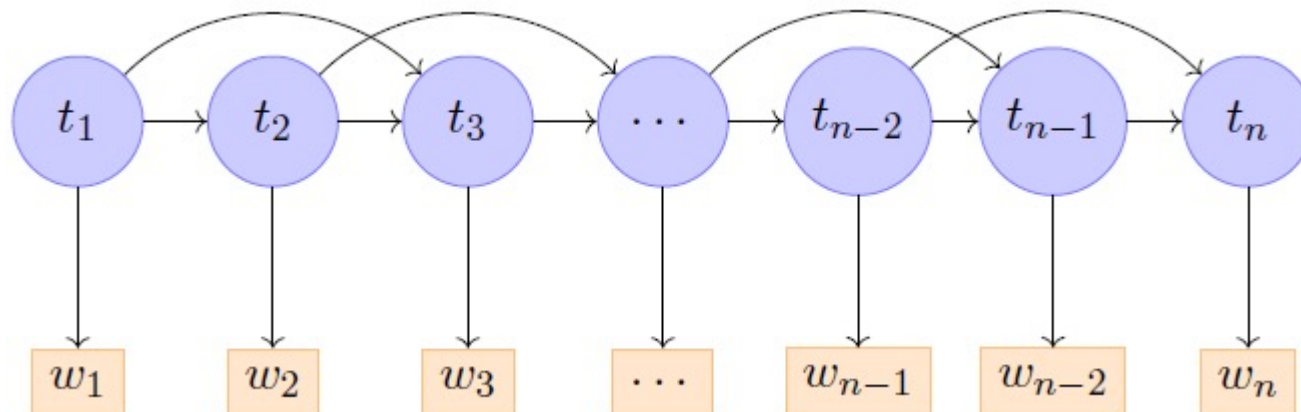 t₁ t₂ t₃ ⋯ tₙ₋₂ tₙ₋₁ tₙ
w₁ w₂ w₃ ⋯ wₙ₋₁ wₙ₋₂ wₙ